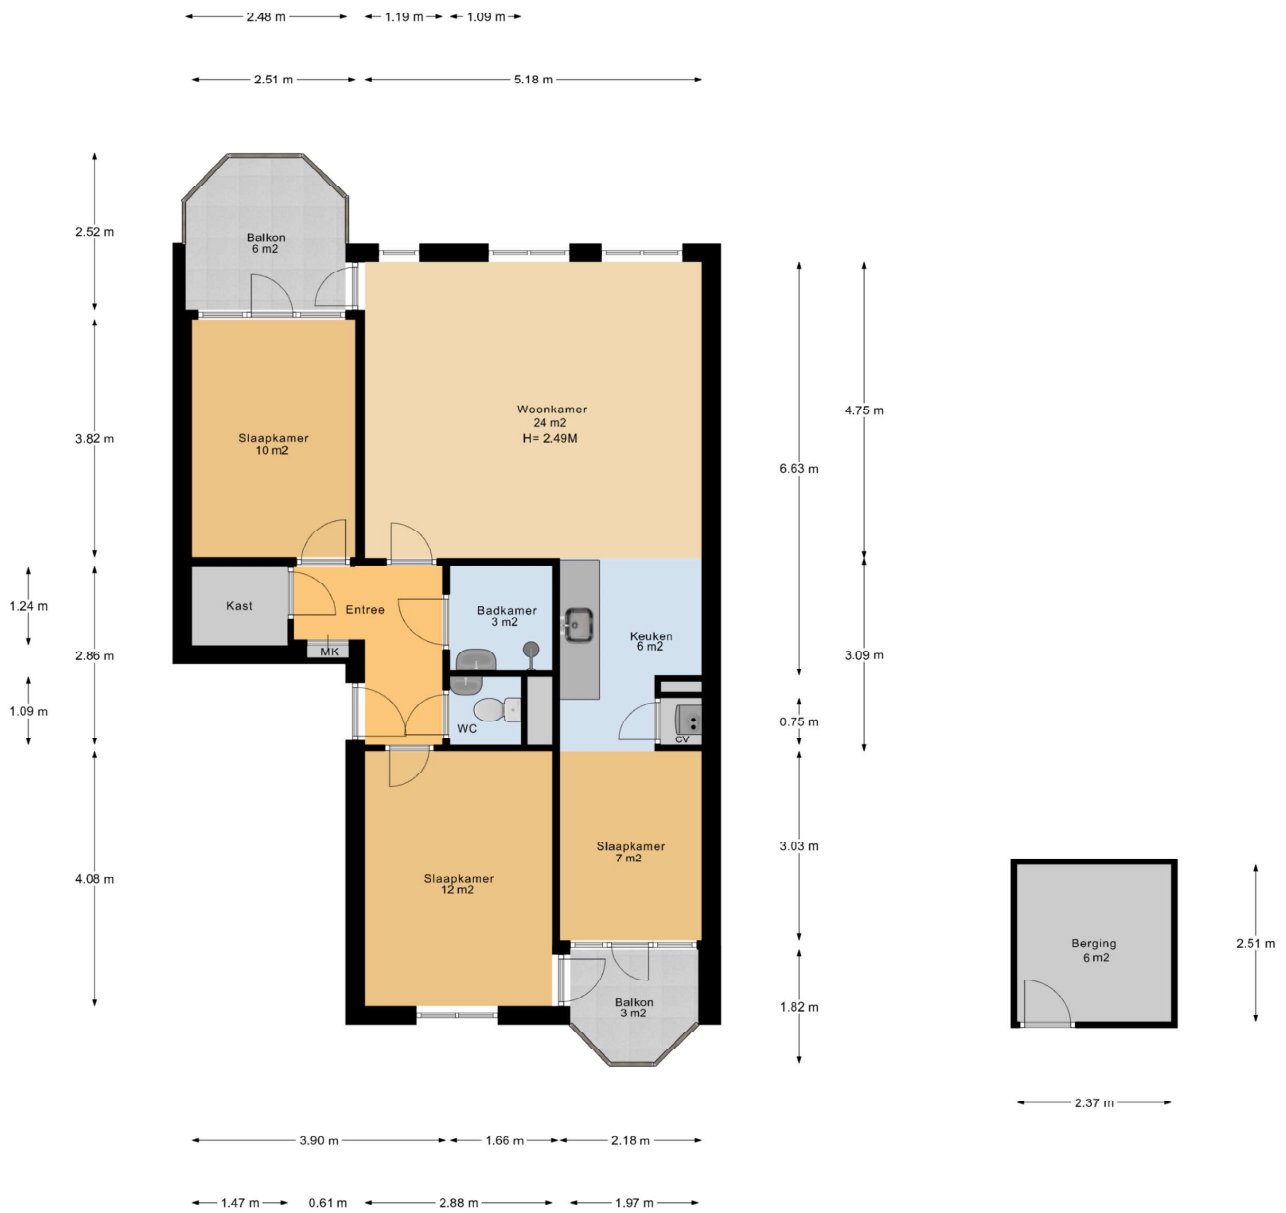 2.48 m
1.19 m
1.09 m
2.51 m
5.18 m
2.52 m
Balkon
6 m2
3.82 m
Slaapkamer
10 m2
Woonkamer
24 m2
H= 2.49M
4.75 m
6.63 m
1.24 m
Kast
Entree
Badkamer
3 m2
Keuken
6 m2
MK
2.86 m
3.09 m
1.09 m
WC
CV
0.75 m
4.08 m
Slaapkamer
12 m2
Slaapkamer
7 m2
3.03 m
Balkon
3 m2
1.82 m
Berging
6 m2
2.51 m
2.37 m
3.90 m
1.66 m
2.18 m
1.47 m
0.61 m
2.88 m
1.97 m